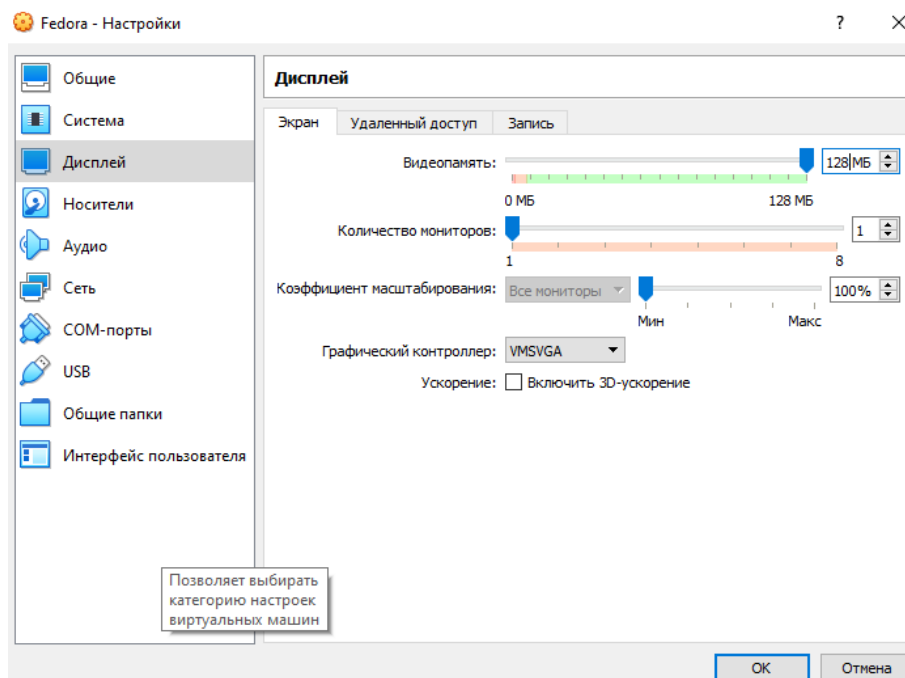 Fedora - Настройки ?
Общие
Система
Дисплей
Носители
Аудио
Сеть
COM-порты
USB
Общие папки
Интерфейс пользователя
Позволяет выбирать
категорию настроек
виртуальных машин
Дисплей
Экран Удаленный доступ Запись
Видеопамять: 128 МБ
0 МБ 128 МБ
Количество мониторов: 1
1 8
Коэффициент масштабирования: Все мониторы 100%
Мин Макс
Графический контроллер: VMSVGA
Ускорение: Включить 3D-ускорение
OK Отмена